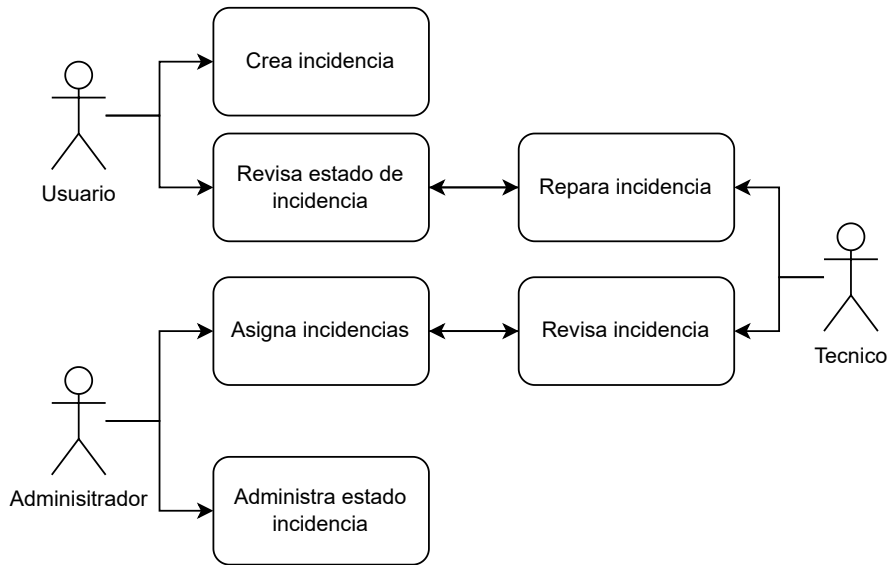 Crea incidencia
Usuario
Revisa estado de
incidencia
Repara incidencia
Asigna incidencias
Revisa incidencia
Tecnico
Adminisitrador
Administra estado
incidencia